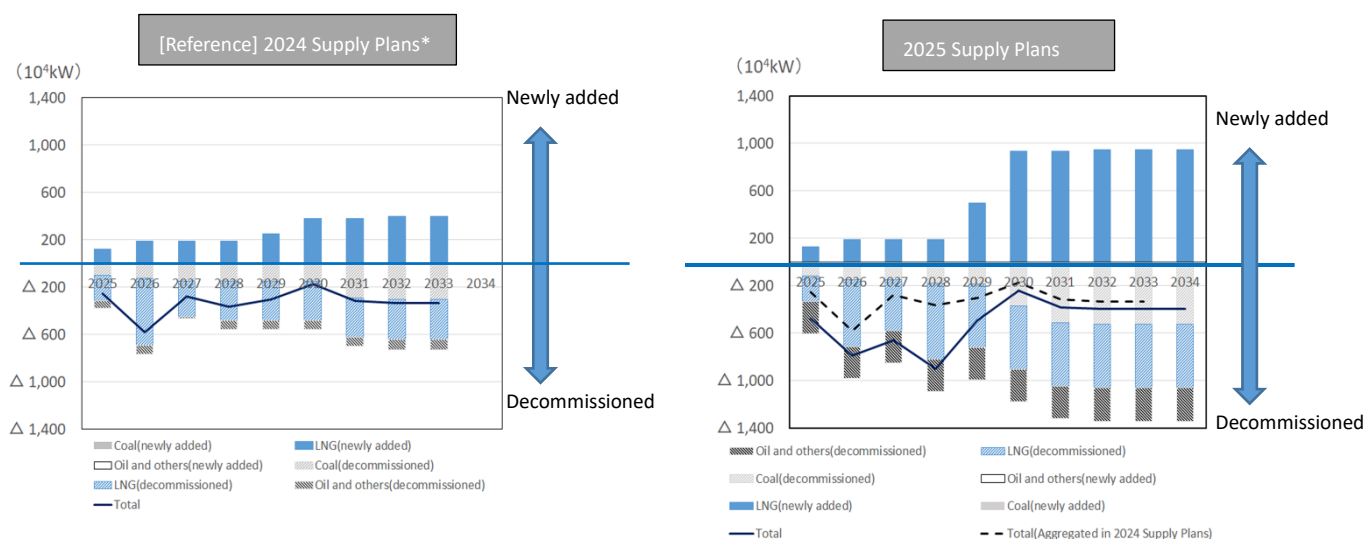 [Reference] 2024 Supply Plans*
(10⁴kW)
1,400
1,000
600
200
△ 200
△ 600
△ 1,000
△ 1,400
2025 2026 2027 2028 2029 2030 2031 2032 2033 2034
Newly added
Decommissioned
Coal(newly added)
LNG(newly added)
Oil and others(newly added)
Coal(decommissioned)
LNG(decommissioned)
Oil and others(decommissioned)
Total
2025 Supply Plans
(10⁴kW)
1,400
1,000
600
200
△ 200
△ 600
△ 1,000
△ 1,400
2025 2026 2027 2028 2029 2030 2031 2032 2033 2034
Newly added
Decommissioned
Oil and others(decommissioned)
LNG(decommissioned)
Coal(decommissioned)
Oil and others(newly added)
LNG(newly added)
Coal(newly added)
Total
Total(Aggregated in 2024 Supply Plans)